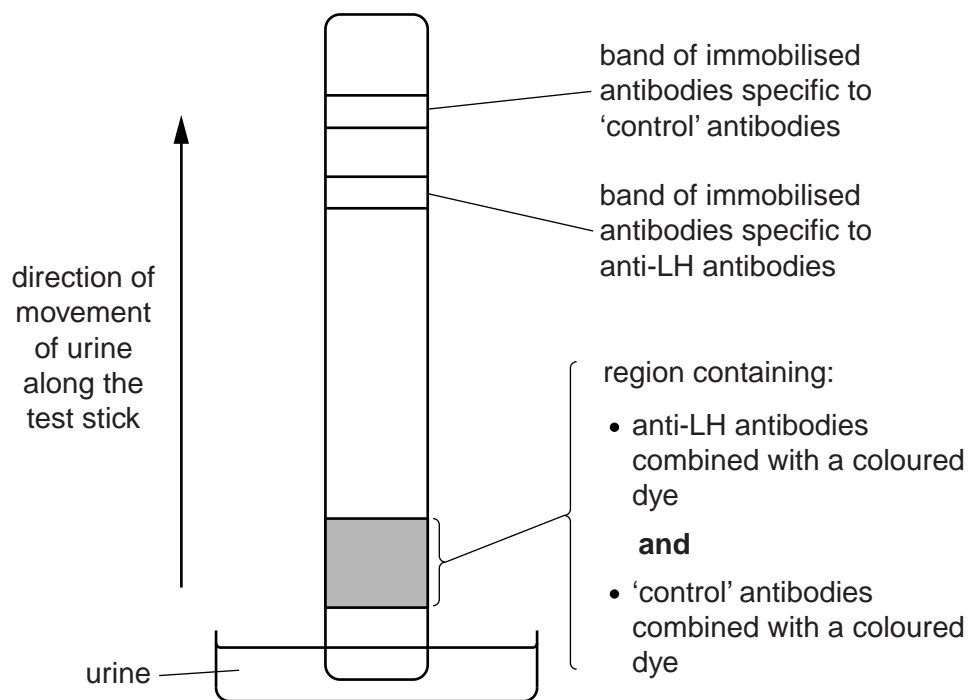 band of immobilised
antibodies specific to
‘control’ antibodies
band of immobilised
antibodies specific to
anti-LH antibodies
direction of
movement
of urine
along the
test stick
region containing:
• anti-LH antibodies
combined with a coloured
dye
and
• ‘control’ antibodies
combined with a coloured
dye
urine